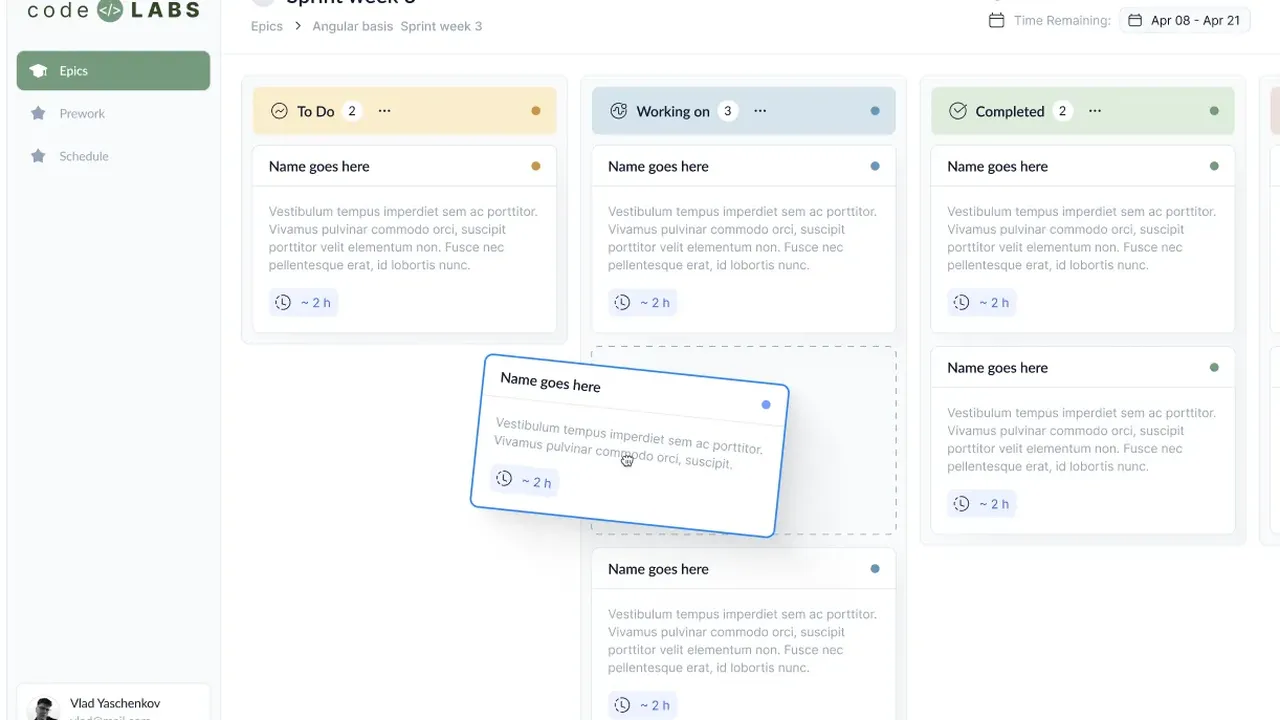 code </> LABS
Epics
Prework
Schedule
Vlad Yaschenkov
Sprint week 3
Epics > Angular basis Sprint week 3
Time Remaining: Apr 08 - Apr 21
To Do 2 ...
Name goes here
Vestibulum tempus imperdiet sem ac porttitor.
Vivamus pulvinar commodo orci, suscipit
porttitor velit elementum non. Fusce nec
pellentesque erat, id lobortis nunc.
~ 2 h
Working on 3 ...
Name goes here
Vestibulum tempus imperdiet sem ac porttitor.
Vivamus pulvinar commodo orci, suscipit
porttitor velit elementum non. Fusce nec
pellentesque erat, id lobortis nunc.
~ 2 h
Name goes here
Vestibulum tempus imperdiet sem ac porttitor.
Vivamus pulvinar commodo orci, suscipit.
~ 2 h
Name goes here
Vestibulum tempus imperdiet sem ac porttitor.
Vivamus pulvinar commodo orci, suscipit
porttitor velit elementum non. Fusce nec
pellentesque erat, id lobortis nunc.
~ 2 h
Completed 2 ...
Name goes here
Vestibulum tempus imperdiet sem ac porttitor.
Vivamus pulvinar commodo orci, suscipit
porttitor velit elementum non. Fusce nec
pellentesque erat, id lobortis nunc.
~ 2 h
Name goes here
Vestibulum tempus imperdiet sem ac porttitor.
Vivamus pulvinar commodo orci, suscipit
porttitor velit elementum non. Fusce nec
pellentesque erat, id lobortis nunc.
~ 2 h